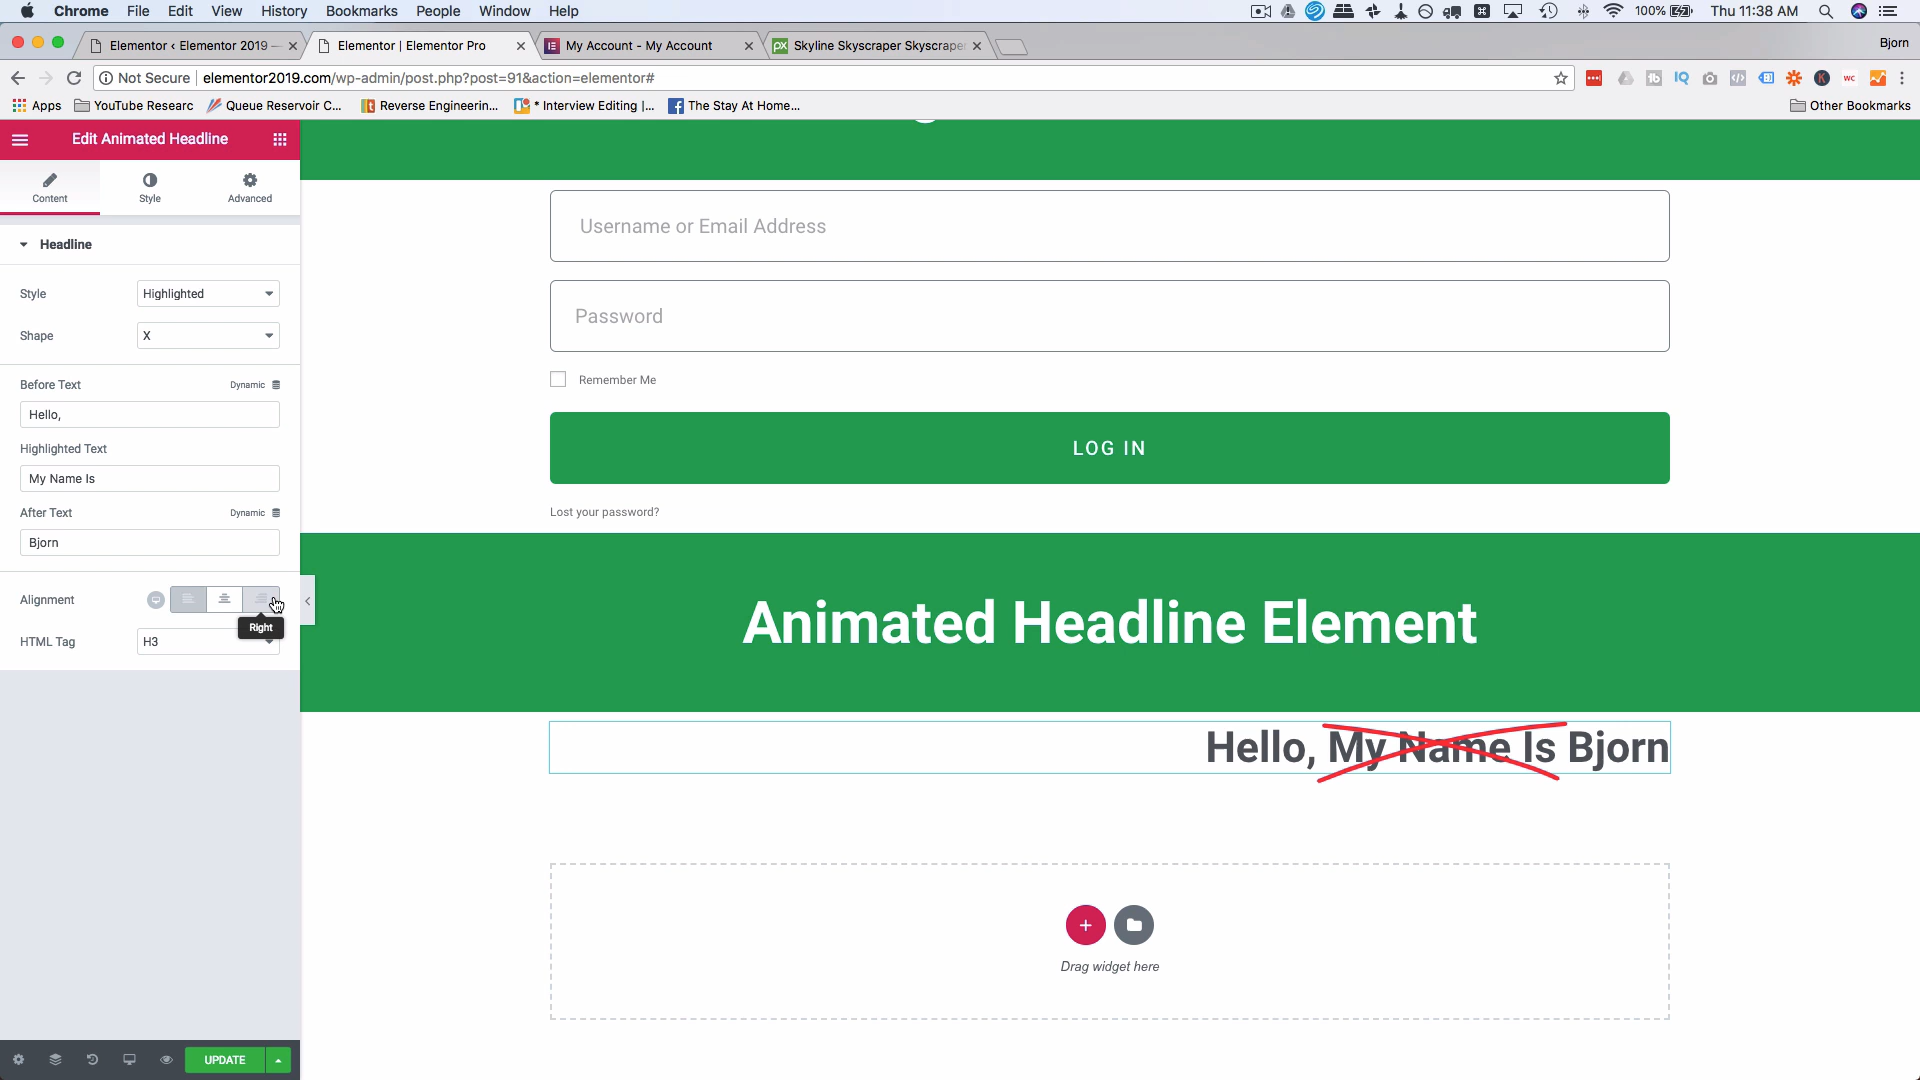 Chrome File Edit View History Bookmarks People Window Help 100% Thu 11:38 AM
Elementor ‹ Elementor 2019 —
Elementor | Elementor Pro
My Account - My Account
Skyline Skyscraper Skyscrape
Bjorn
Not Secure | elementor2019.com/wp-admin/post.php?post=91&action=elementor#
Apps YouTube Researc Queue Reservoir C... Reverse Engineerin... * Interview Editing |... The Stay At Home... Other Bookmarks
Edit Animated Headline
Content Style Advanced
Headline
Style Highlighted
Shape X
Before Text Dynamic
Hello,
Highlighted Text
My Name Is
After Text Dynamic
Bjorn
Alignment
Right
HTML Tag H3
UPDATE
Username or Email Address
Password
Remember Me
LOG IN
Lost your password?
Animated Headline Element
Hello, My Name Is Bjorn
Drag widget here